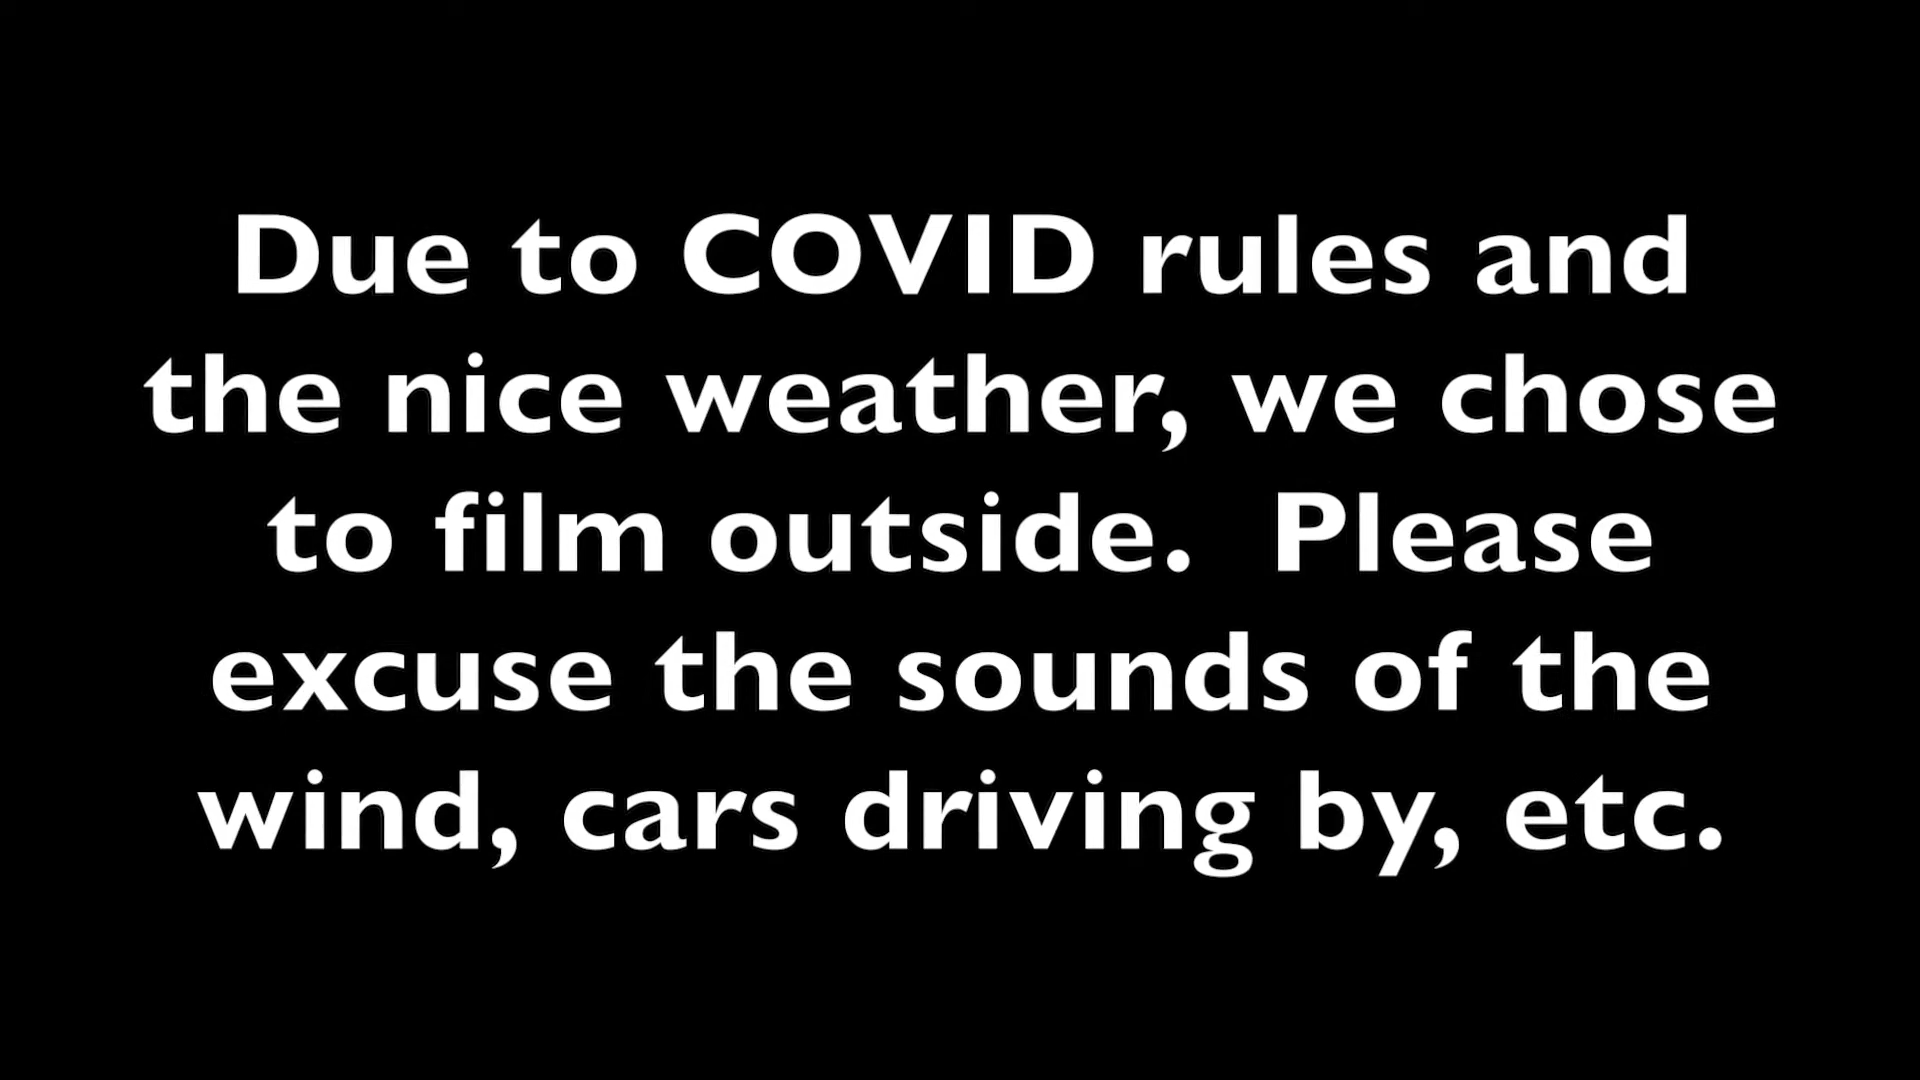 Due to COVID rules and
the nice weather, we chose
to film outside.  Please
excuse the sounds of the
wind, cars driving by, etc.